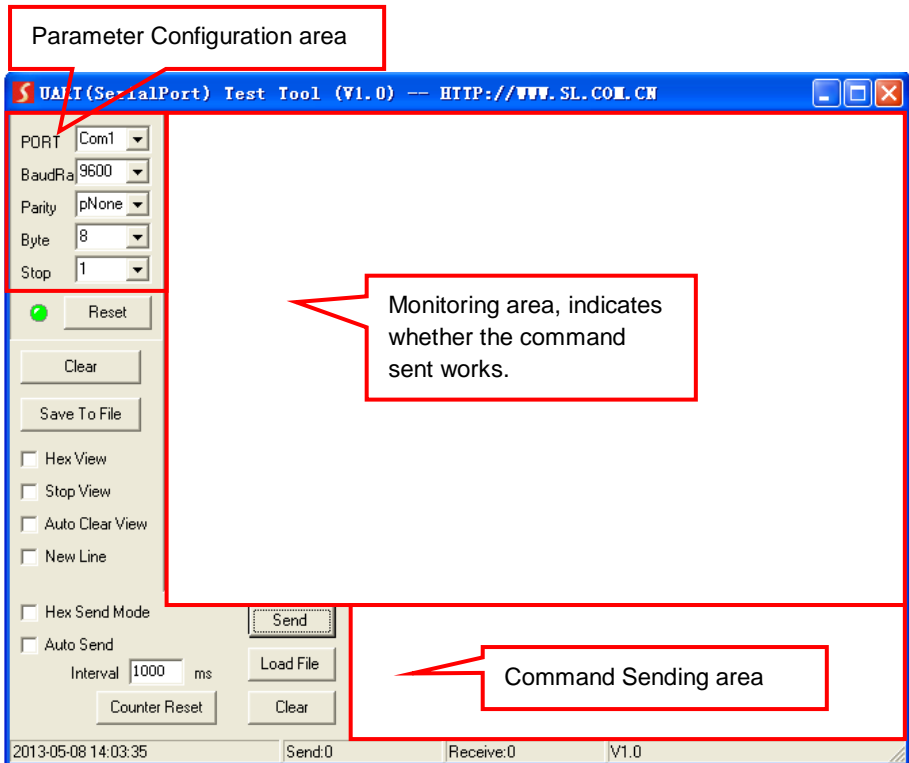 Parameter Configuration area
UART(SerialPort) Test Tool (V1.0) -- HTTP://WWW.SL.COM.CN
PORT Com1
BaudRa 9600
Parity pNone
Byte 8
Stop 1
Reset
Monitoring area, indicates
whether the command
sent works.
Clear
Save To File
Hex View
Stop View
Auto Clear View
New Line
Hex Send Mode
Send
Auto Send
Interval 1000 ms
Load File
Command Sending area
Counter Reset
Clear
2013-05-08 14:03:35 Send:0 Receive:0 V1.0